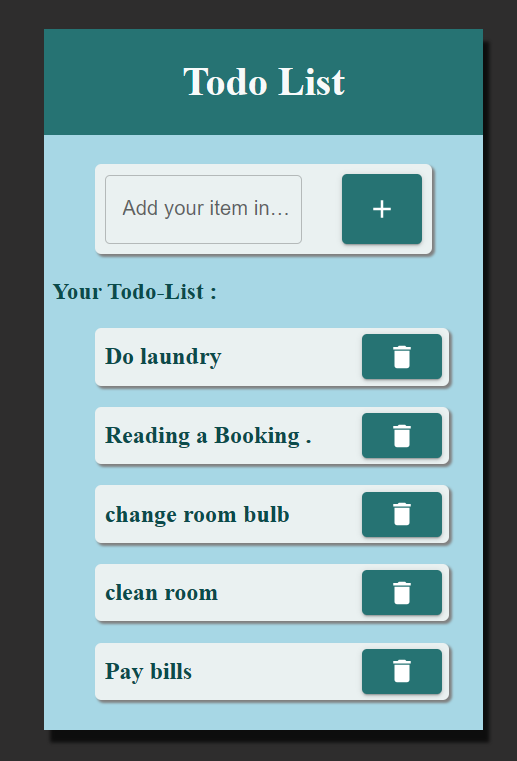 Todo List
Add your item in...
+
Your Todo-List :
Do laundry
Reading a Booking .
change room bulb
clean room
Pay bills